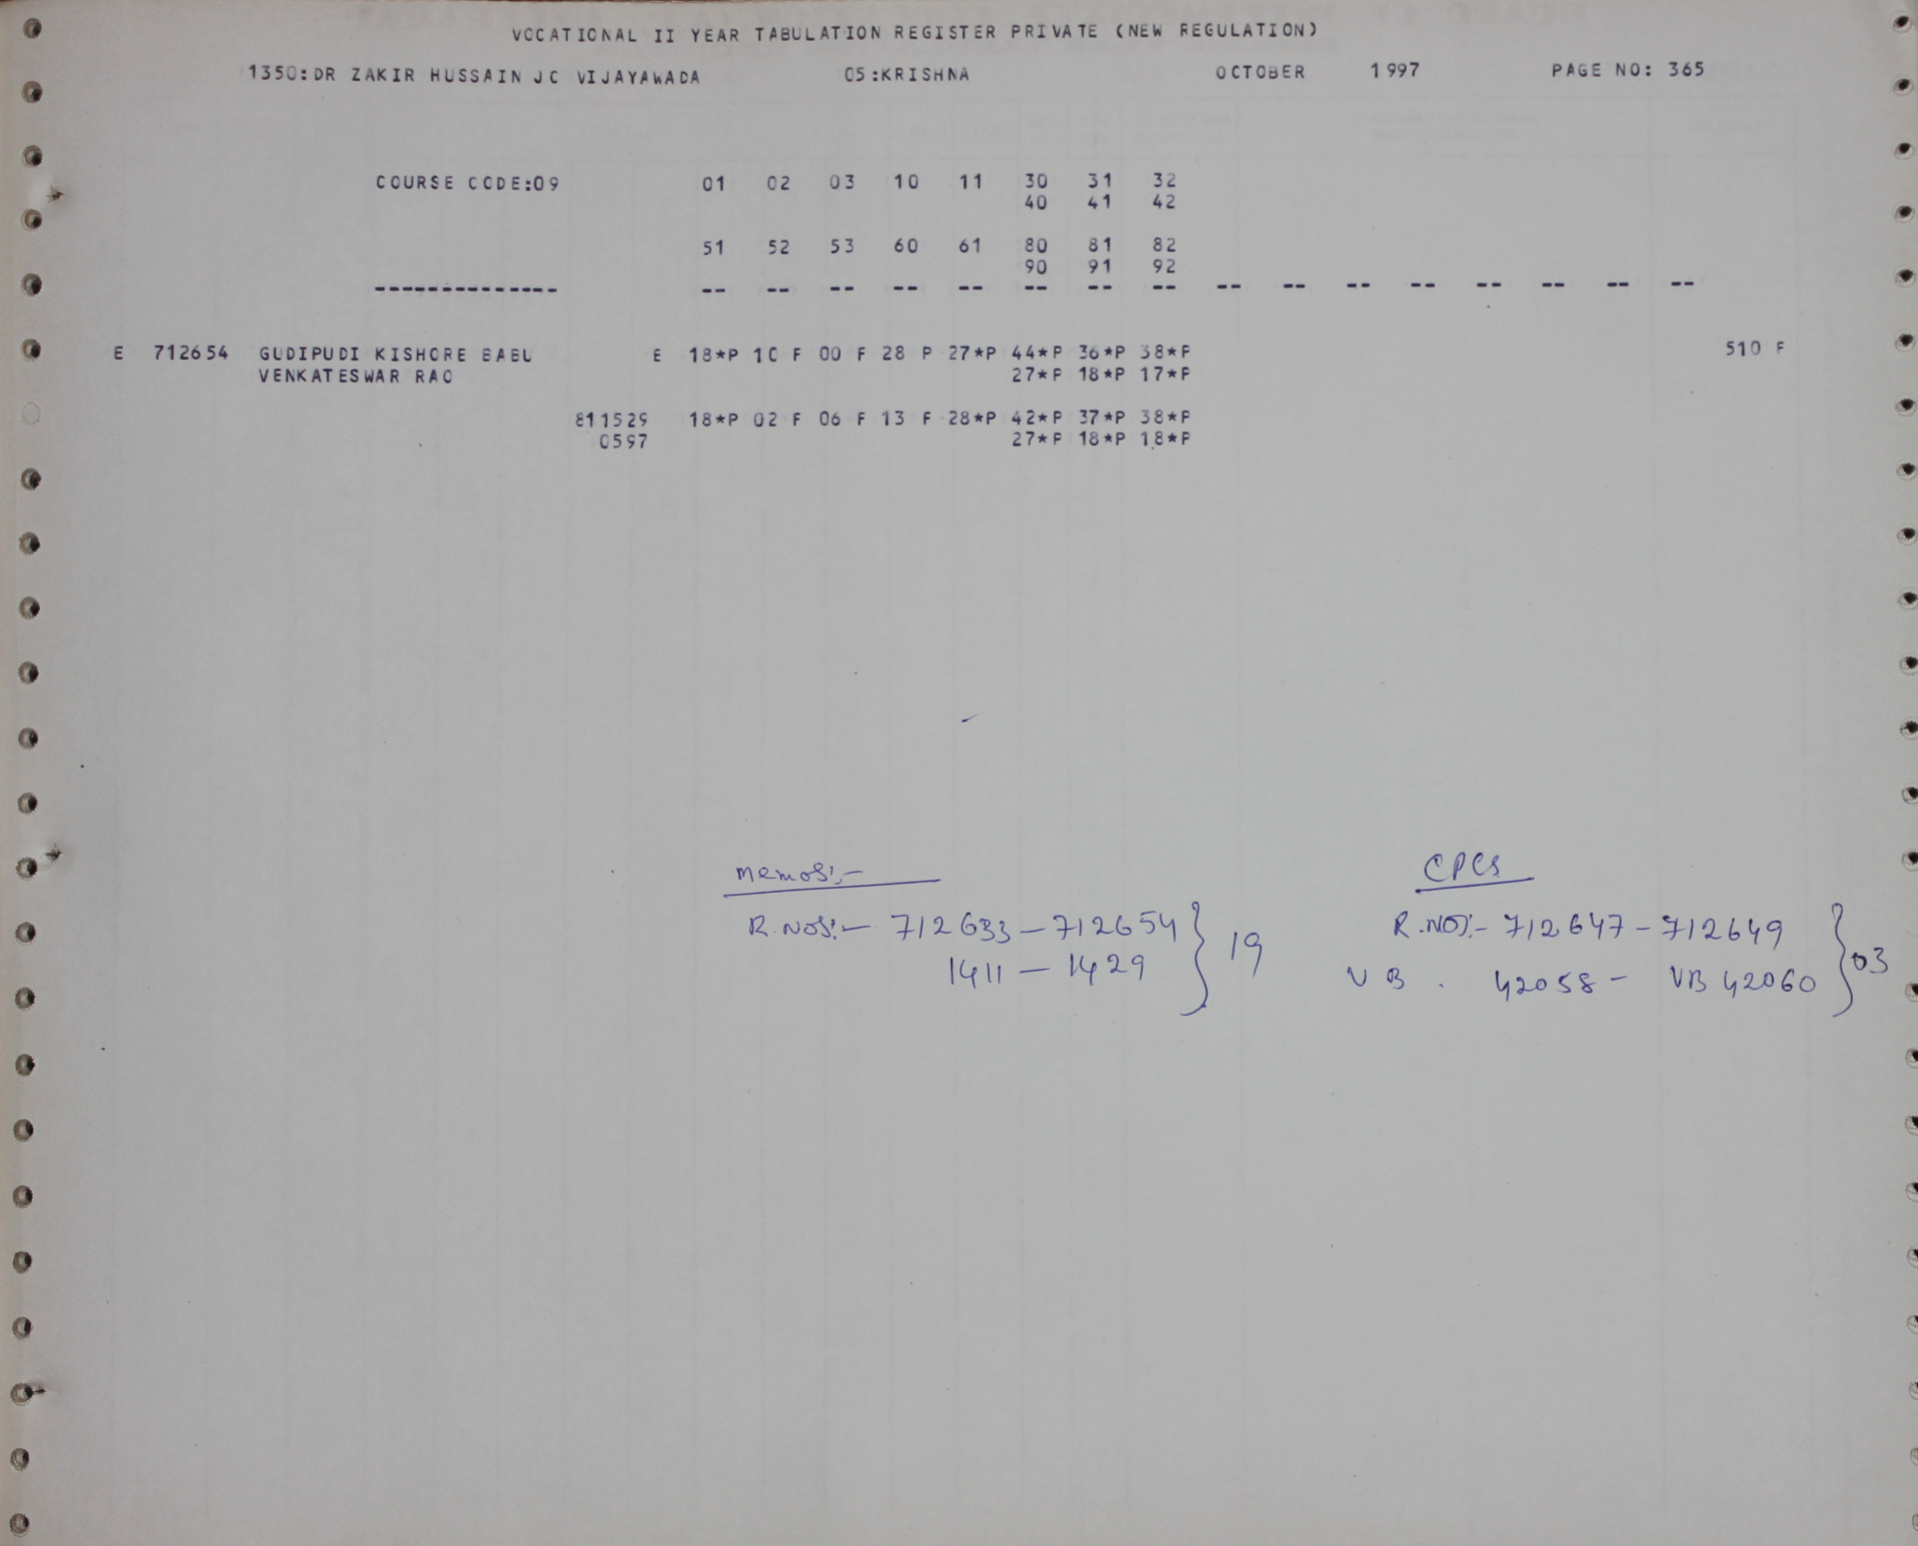 VOCATIONAL II YEAR TABULATION REGISTER PRIVATE (NEW REGULATION)
1350:DR ZAKIR HUSSAIN JC VIJAYAWADA 05:KRISHNA OCTOBER 1997 PAGE NO: 365
COURSE CODE:09 01 02 03 10 11 30 31 32
40 41 42
51 52 53 60 61 80 81 82
90 91 92
-------------- -- -- -- -- -- -- -- -- -- -- -- -- -- -- -- --
E 712654 GUDIPUDI KISHORE BABU E 18*P 10 F 00 F 28 P 27*P 44*P 36*P 38*P 510 F
VENKATESWAR RAO 27*P 18*P 17*P
811529 18*P 02 F 06 F 13 F 28*P 42*P 37*P 38*P
0597 27*P 18*P 18*P
memos:-
R.Nos:- 712633-712654
1411-1429 } 19
CPCs
R.NOs:- 712647-712649
VB. 42058- VB 42060 } 03